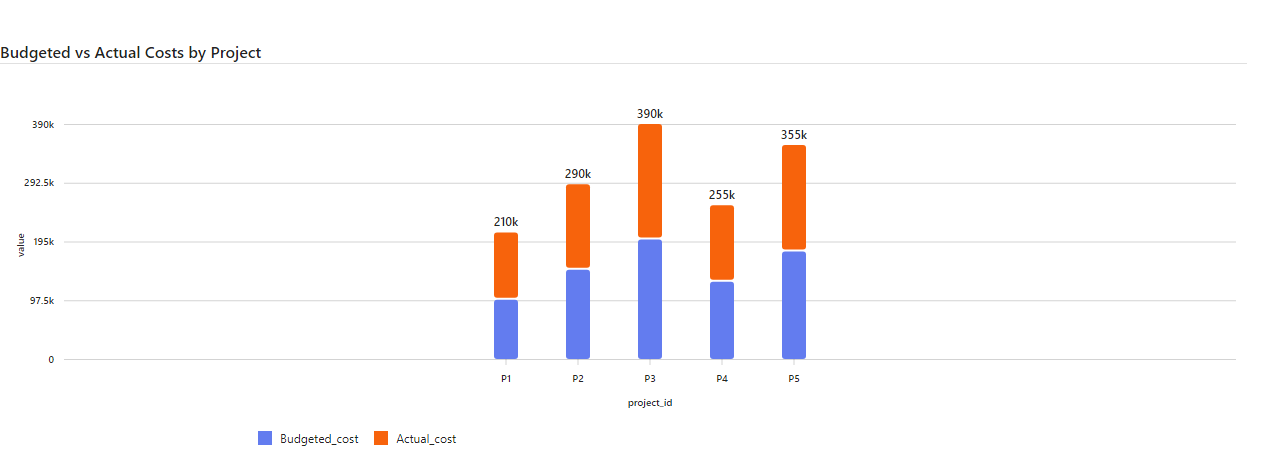 Budgeted vs Actual Costs by Project
390k
355k
390k
290k
292.5k
255k
210k
195k
value
97.5k
0
P1 P2 P3 P4 P5
project_id
Budgeted_cost Actual_cost